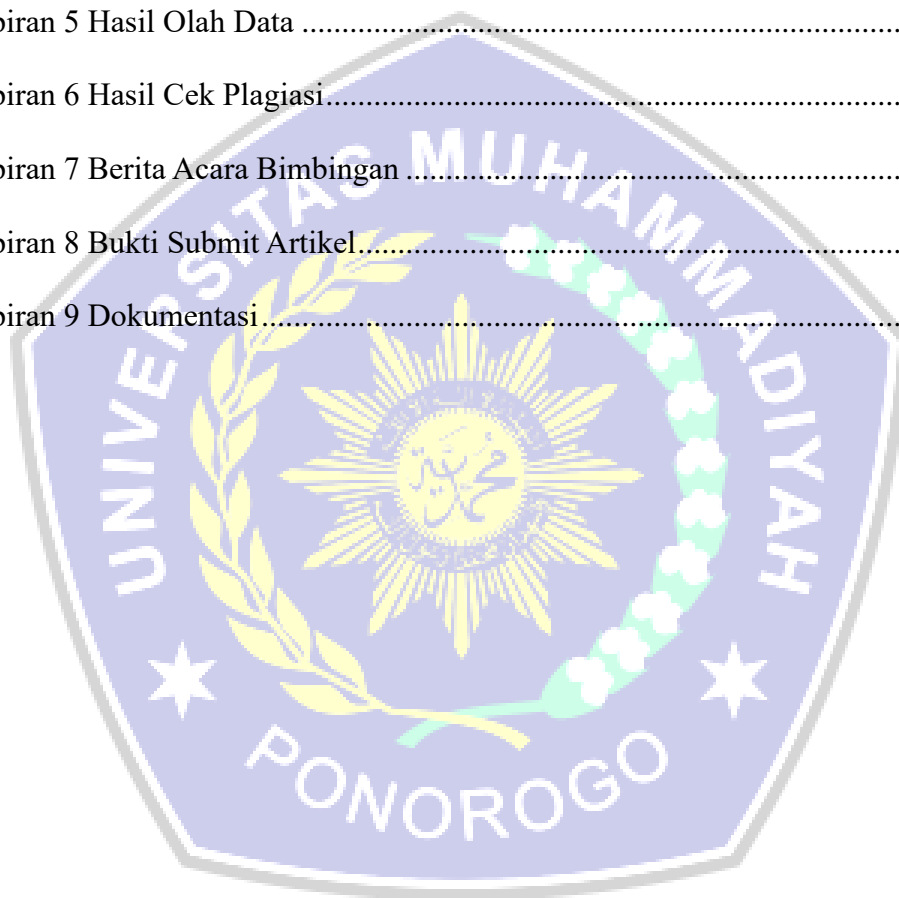 piran 5 Hasil Olah Data ........................................................................
piran 6 Hasil Cek Plagiasi.....................................................................
piran 7 Berita Acara Bimbingan ...........................................................
piran 8 Bukti Submit Artikel.................................................................
piran 9 Dokumentasi.............................................................................
UNIVERSITAS MUHAMMADIYAH
PONOROGO